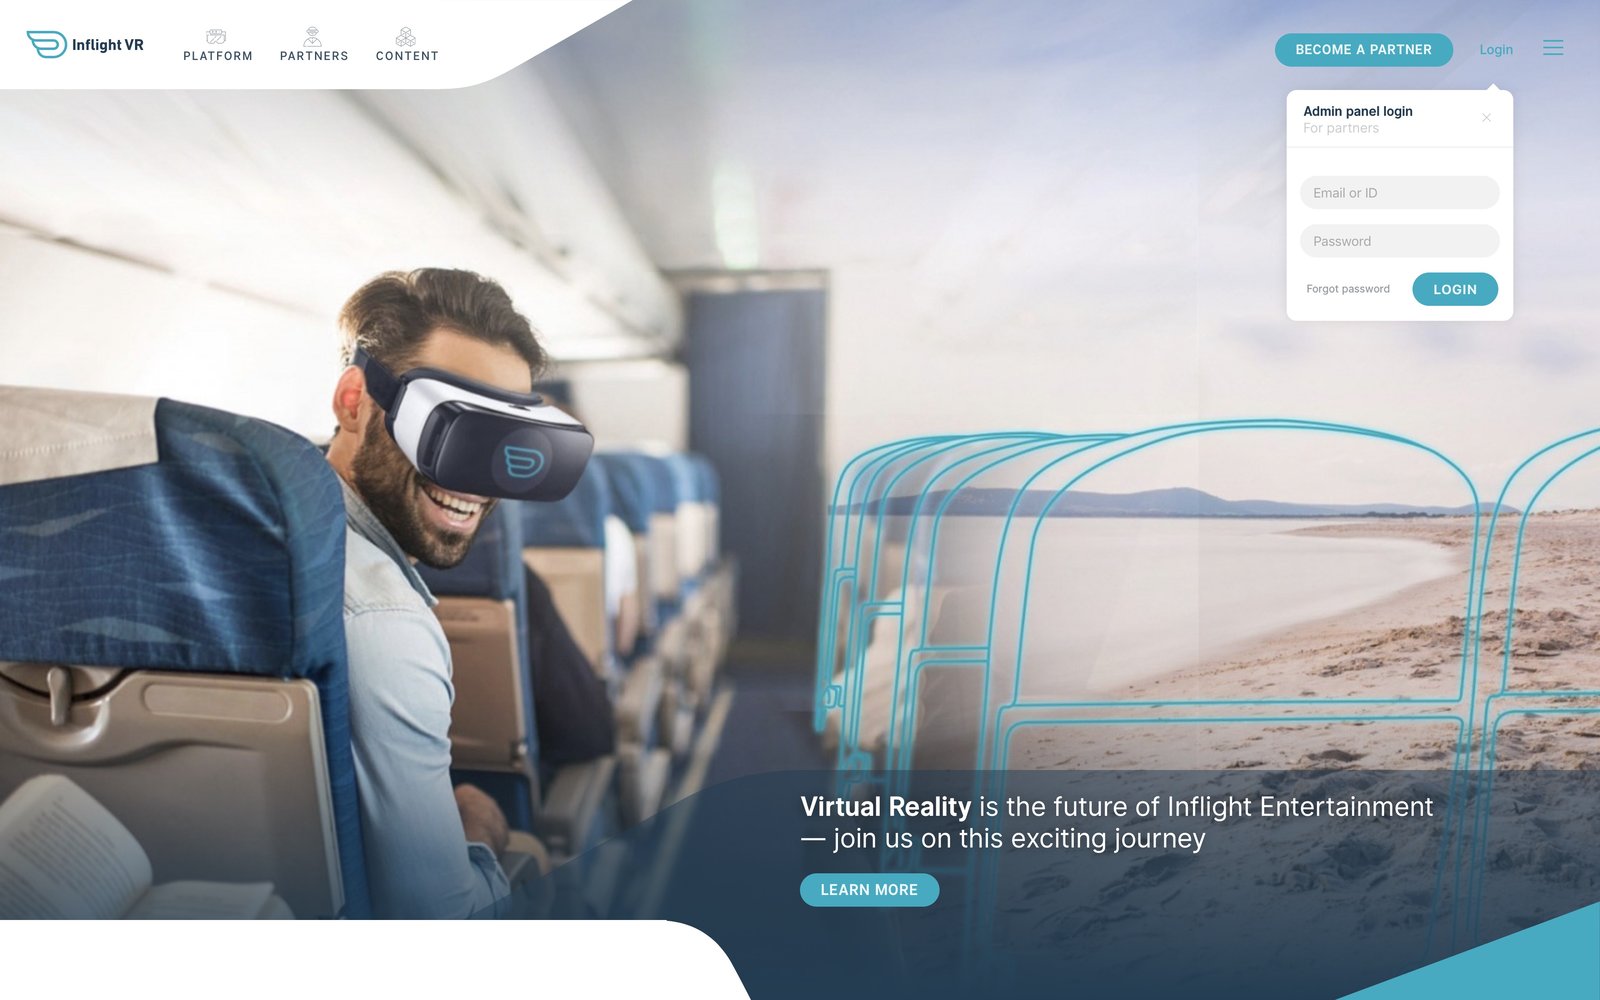 Inflight VR
PLATFORM
PARTNERS
CONTENT
BECOME A PARTNER
Login
Admin panel login
For partners
Email or ID
Password
Forgot password
LOGIN
Virtual Reality is the future of Inflight Entertainment
— join us on this exciting journey
LEARN MORE